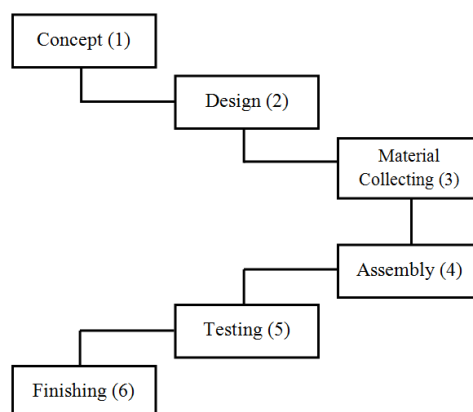 Concept (1)
Design (2)
Material
Collecting (3)
Assembly (4)
Testing (5)
Finishing (6)